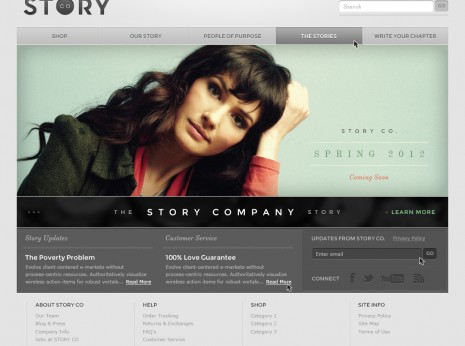 STORY
CO
Search
GO
SHOP
OUR STORY
PEOPLE OF PURPOSE
THE STORIES
WRITE YOUR CHAPTER
STORY CO.
SPRING 2012
Coming Soon
THE STORY COMPANY STORY
LEARN MORE
Story Updates
The Poverty Problem
Evolve client-centered e-markets without
process-centric resources. Authoritatively visualize
wireless action items for robust vortals.... Read More
Customer Service
100% Love Guarantee
Evolve client-centered e-markets without
process-centric resources. Authoritatively visualize
wireless action items for robust vortals.... Read More
UPDATES FROM STORY CO. Privacy Policy
Enter email
GO
CONNECT
You
RSS
ABOUT STORY CO
Our Team
Blog & Press
Company Info
Jobs at STORY CO
HELP
Order Tracking
Returns & Exchanges
FAQ's
Current Customers
SHOP
Category 1
Category 2
Category 3
SITE INFO
Privacy Policy
Site Map
Terms of Use